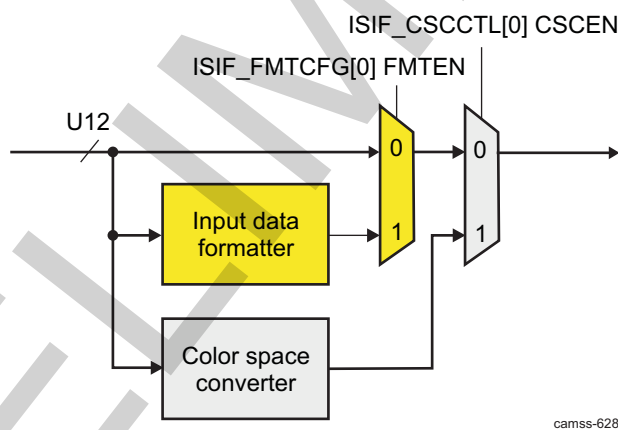 ISIF_CSCCTL[0] CSCEN
ISIF_FMTCFG[0] FMTEN
U12
0
0
Input data
formatter
1
1
Color space
converter
camss-628